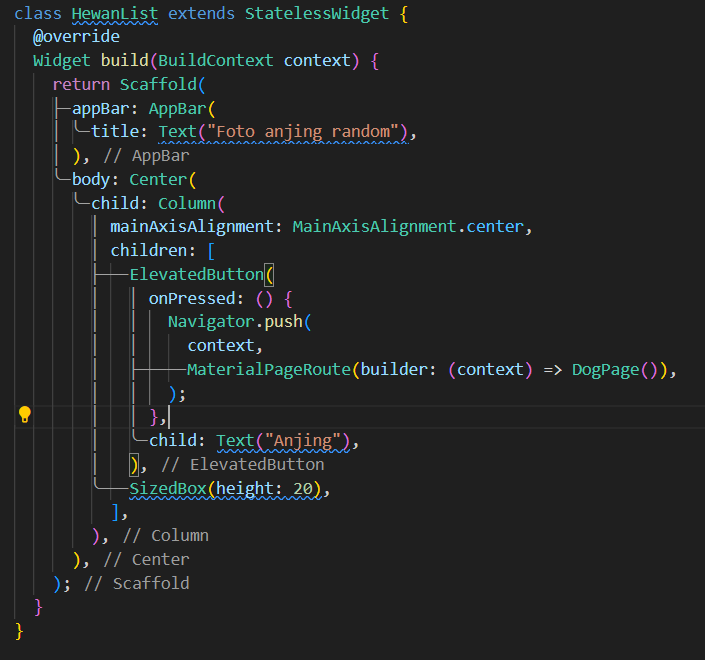 class HewanList extends StatelessWidget {
@override
Widget build(BuildContext context) {
return Scaffold(
appBar: AppBar(
title: Text("Foto anjing random"),
), // AppBar
body: Center(
child: Column(
mainAxisAlignment: MainAxisAlignment.center,
children: [
ElevatedButton(
onPressed: () {
Navigator.push(
context,
MaterialPageRoute(builder: (context) => DogPage()),
);
},
child: Text("Anjing"),
), // ElevatedButton
SizedBox(height: 20),
],
), // Column
), // Center
); // Scaffold
}
}